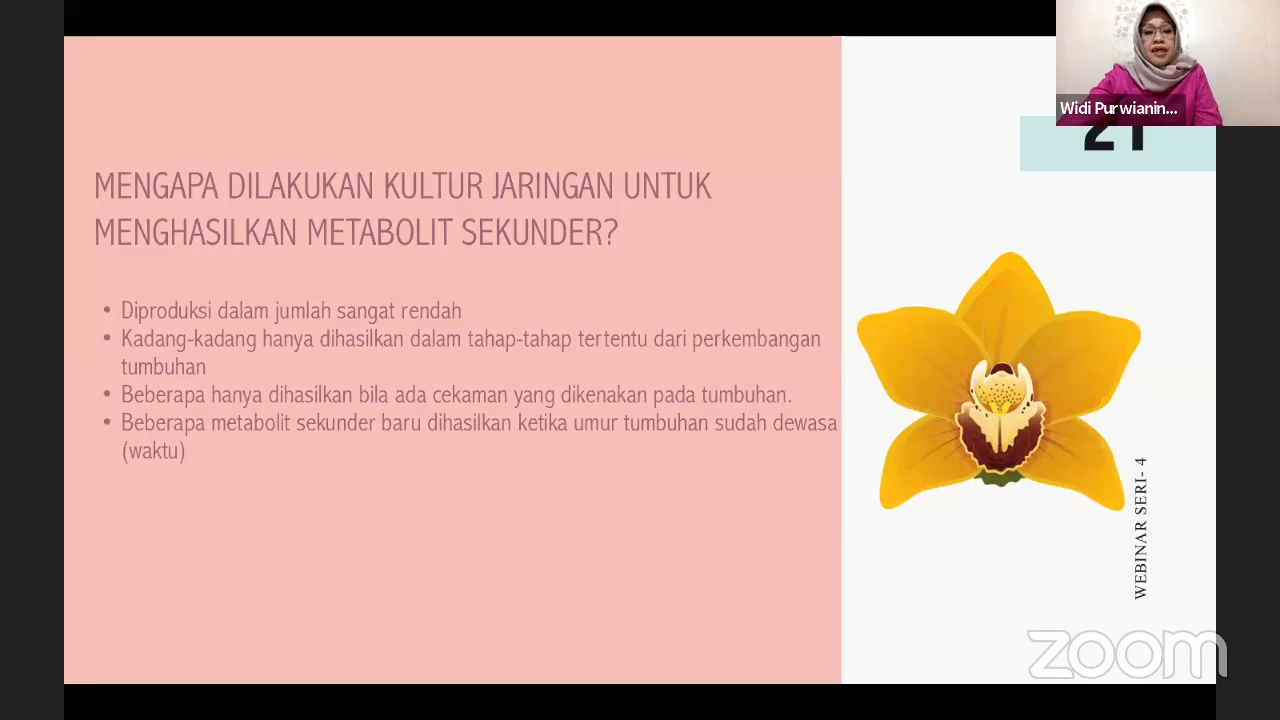 MENGAPA DILAKUKAN KULTUR JARINGAN UNTUK
MENGHASILKAN METABOLIT SEKUNDER?
• Diproduksi dalam jumlah sangat rendah
• Kadang-kadang hanya dihasilkan dalam tahap-tahap tertentu dari perkembangan
tumbuhan
• Beberapa hanya dihasilkan bila ada cekaman yang dikenakan pada tumbuhan.
• Beberapa metabolit sekunder baru dihasilkan ketika umur tumbuhan sudah dewasa
(waktu)
Widi Purwianin...
21
WEBINAR SERI- 4
zoom